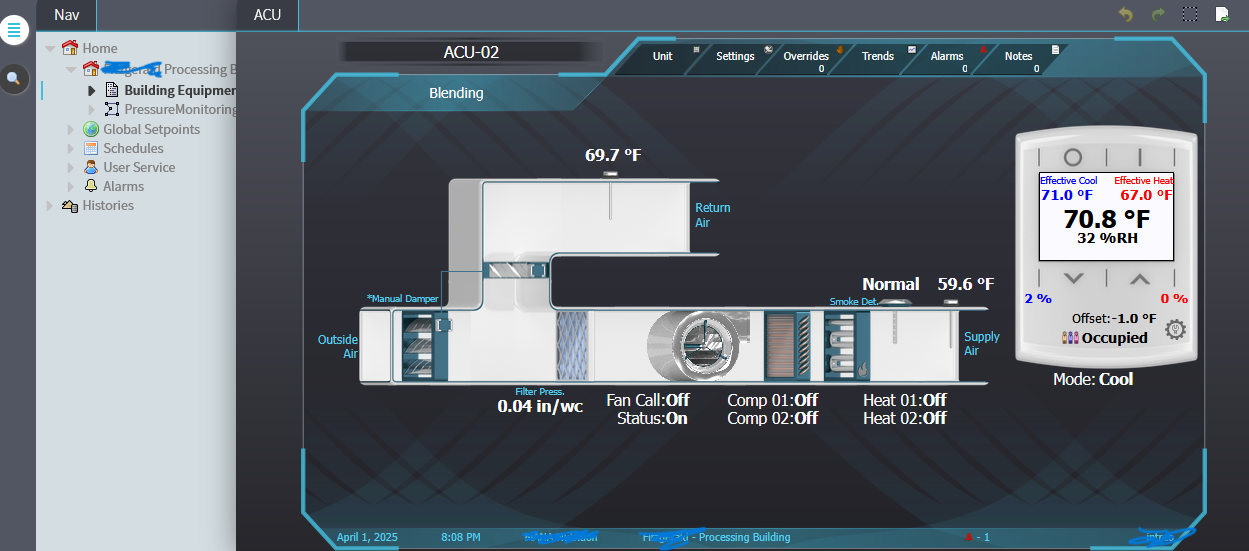 Nav
ACU
Home
Processing B
Building Equipmen
PressureMonitoring
Global Setpoints
Schedules
User Service
Alarms
Histories
ACU-02
Unit
Settings
Overrides
0
Trends
Alarms
0
Notes
0
Blending
69.7 °F
Return
Air
Effective Cool
Effective Heat
71.0 °F
67.0 °F
70.8 °F
32 %RH
2 %
0 %
Offset:-1.0 °F
Occupied
Mode: Cool
Normal
59.6 °F
Smoke Det.
*Manual Damper
Outside
Air
Supply
Air
Filter Press.
0.04 in/wc
Fan Call:Off
Status:On
Comp 01:Off
Comp 02:Off
Heat 01:Off
Heat 02:Off
April 1, 2025
8:08 PM
- Processing Building
- 1